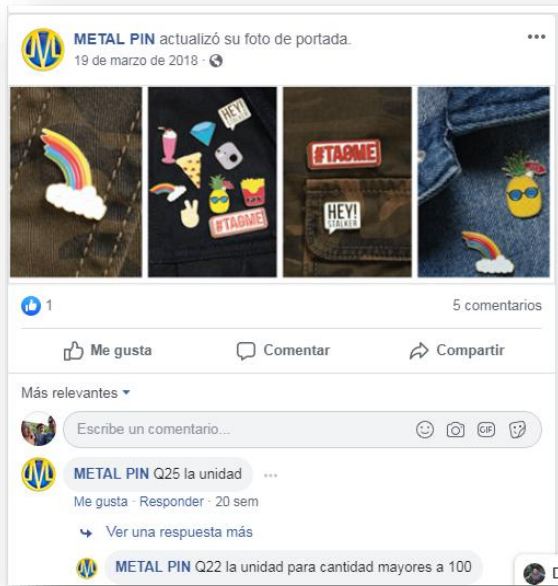 METAL PIN actualizó su foto de portada.
19 de marzo de 2018 ·
HEY!
STALKER
#TAGME
#TAGME
HEY!
STALKER
1
5 comentarios
Me gusta
Comentar
Compartir
Más relevantes
Escribe un comentario...
GIF
METAL PIN Q25 la unidad
Me gusta · Responder · 20 sem
Ver una respuesta más
METAL PIN Q22 la unidad para cantidad mayores a 100